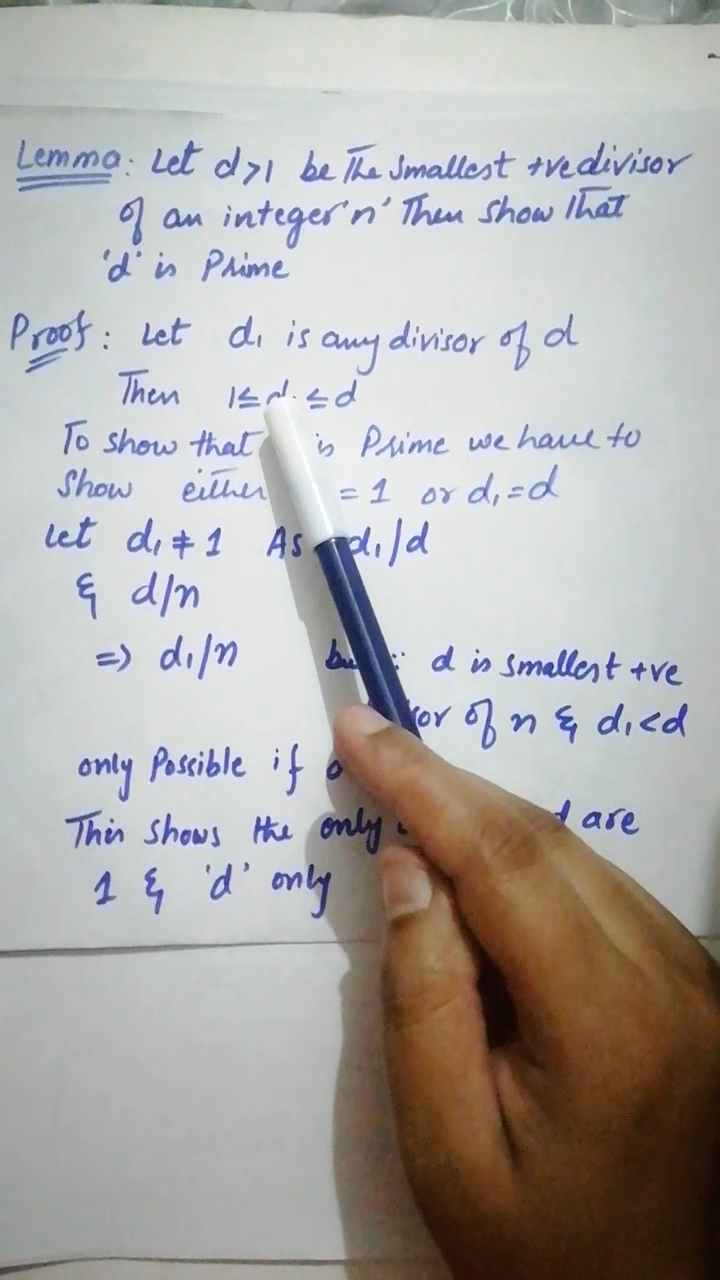 Lemma: Let d>1 be The Smallest +ve divisor
of an integer 'n' Then Show That
'd' is Prime
Proof: Let d₁ is any divisor of d
Then 1≤ d₁ ≤d
To show that is Prime we have to
Show either = 1 or d₁=d
Let d₁≠1 As d₁/d
& d/n
=> d₁/n ∵ d is smallest +ve
of n & d₁<d
only Possible if
This Shows the only are
1 & 'd' only